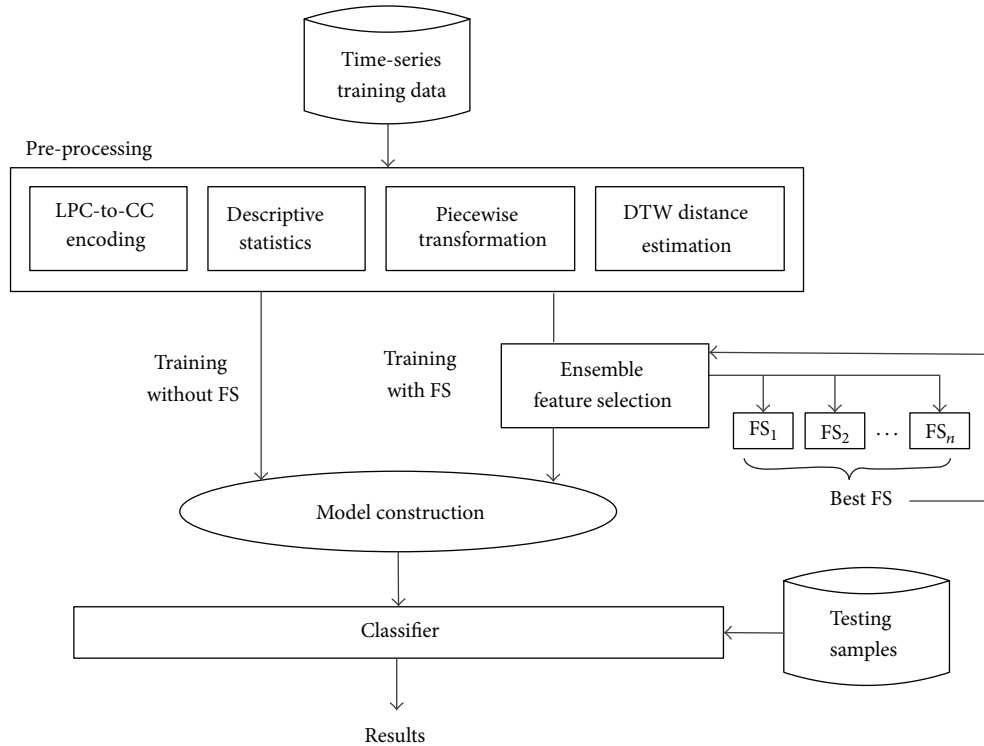 Time-series
training data
Pre-processing
LPC-to-CC
encoding
Descriptive
statistics
Piecewise
transformation
DTW distance
estimation
Training
without FS
Training
with FS
Ensemble
feature selection
FS₁
FS₂
...
FSₙ
Best FS
Model construction
Classifier
Testing
samples
Results